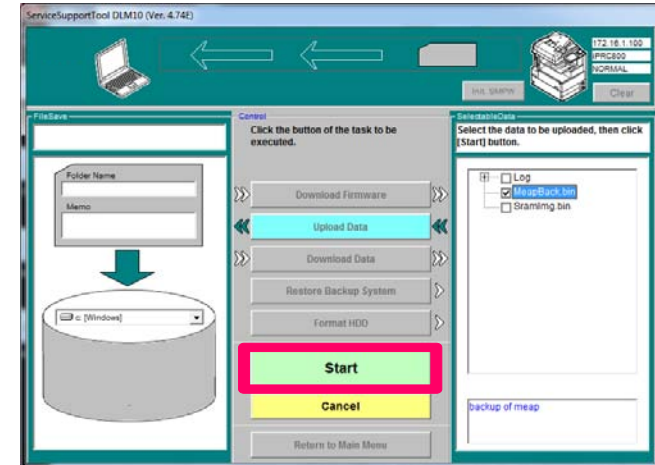 ServiceSupportTool DLM10 (Ver. 4.74E)
172.16.1.100
iPRC800
NORMAL
Clear
FileSave
Control
SelectableData
Click the button of the task to be
executed.
Select the data to be uploaded, then click
[Start] button.
Folder Name
Memo
Download Firmware
Upload Data
Download Data
Restore Backup System
Format HDD
Start
Cancel
Return to Main Menu
c: [Windows]
Log
MeapBack.bin
SramImg.bin
backup of meap